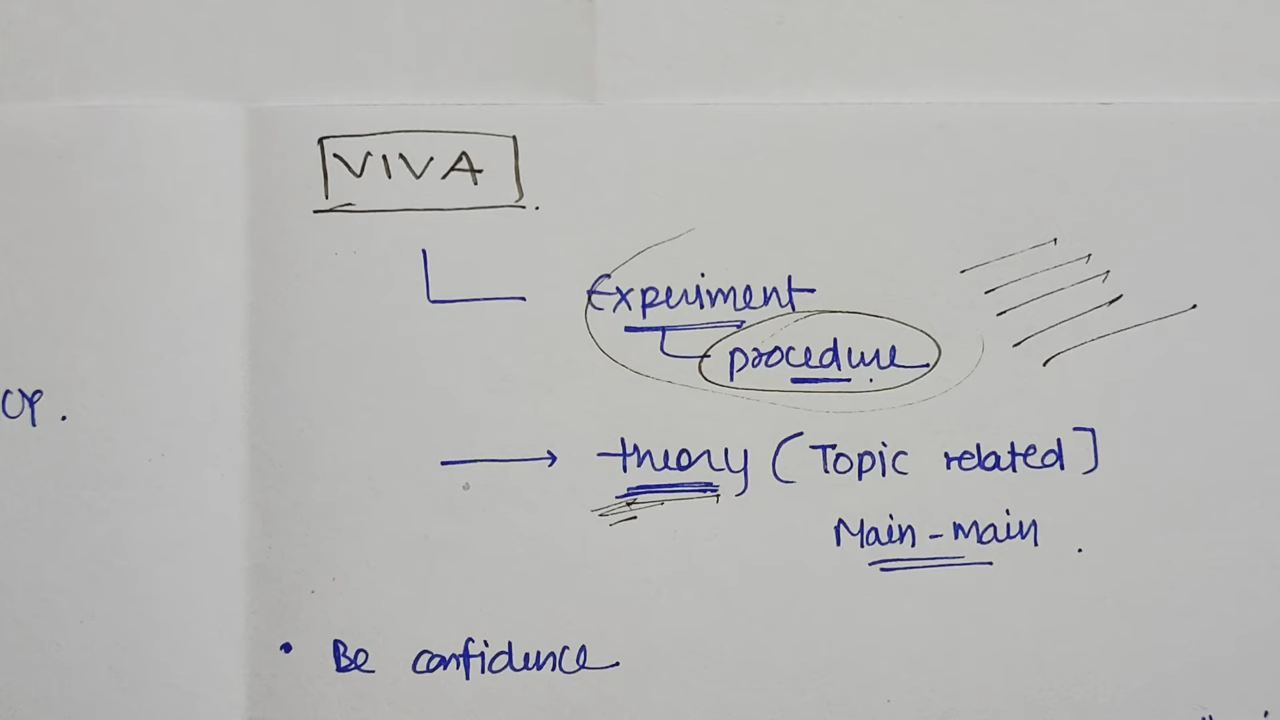 VIVA
Experiment
procedure
theory (Topic related]
Main-main
• Be confidence